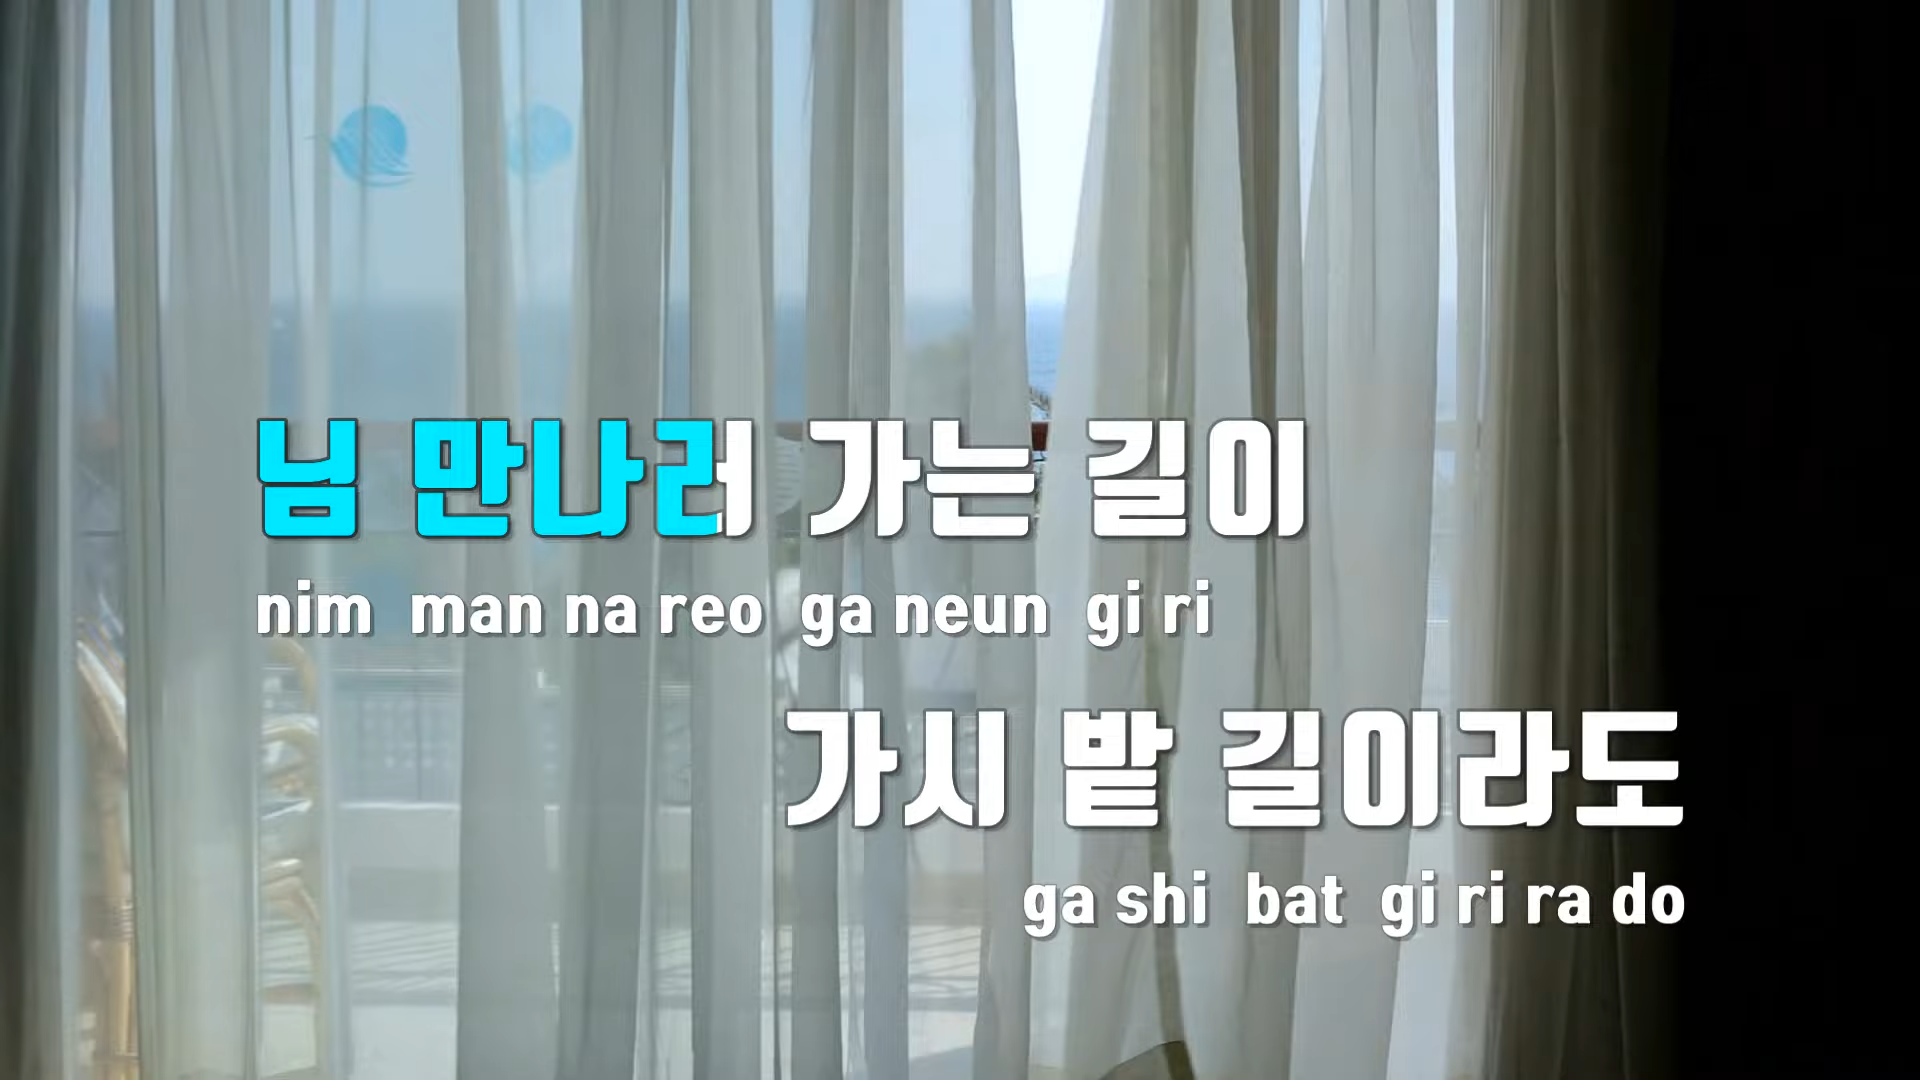 님 만나러 가는 길이
nim man na reo ga neun gi ri
가시 밭 길이라도
ga shi bat gi ri ra do